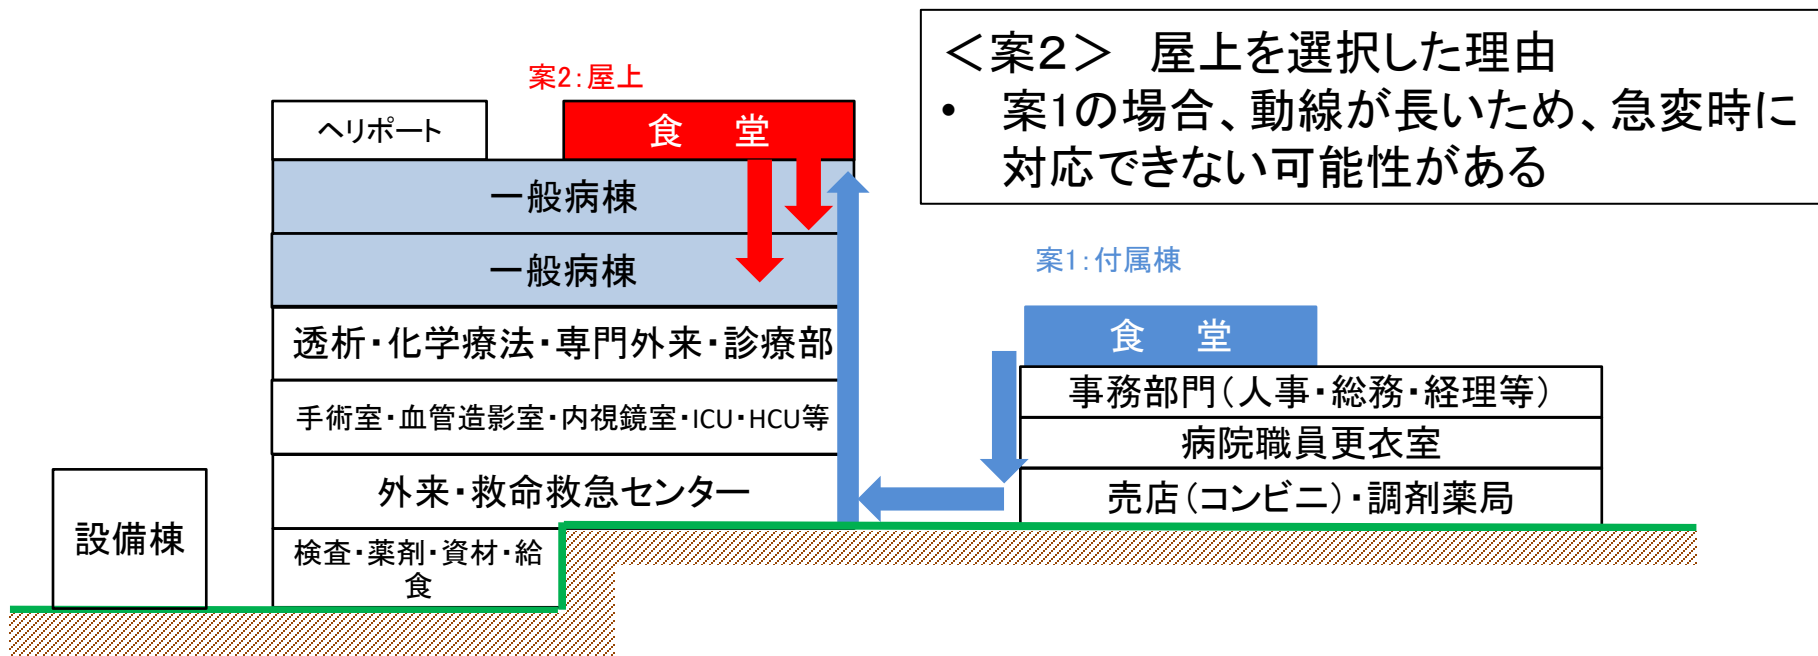 ＜案２＞ 屋上を選択した理由
• 案1の場合、動線が長いため、急変時に
対応できない可能性がある
案2：屋上
ヘリポート
食 堂
一般病棟
一般病棟
透析・化学療法・専門外来・診療部
手術室・血管造影室・内視鏡室・ICU・HCU等
外来・救命救急センター
検査・薬剤・資材・給
食
設備棟
案1：付属棟
食 堂
事務部門（人事・総務・経理等）
病院職員更衣室
売店（コンビニ）・調剤薬局